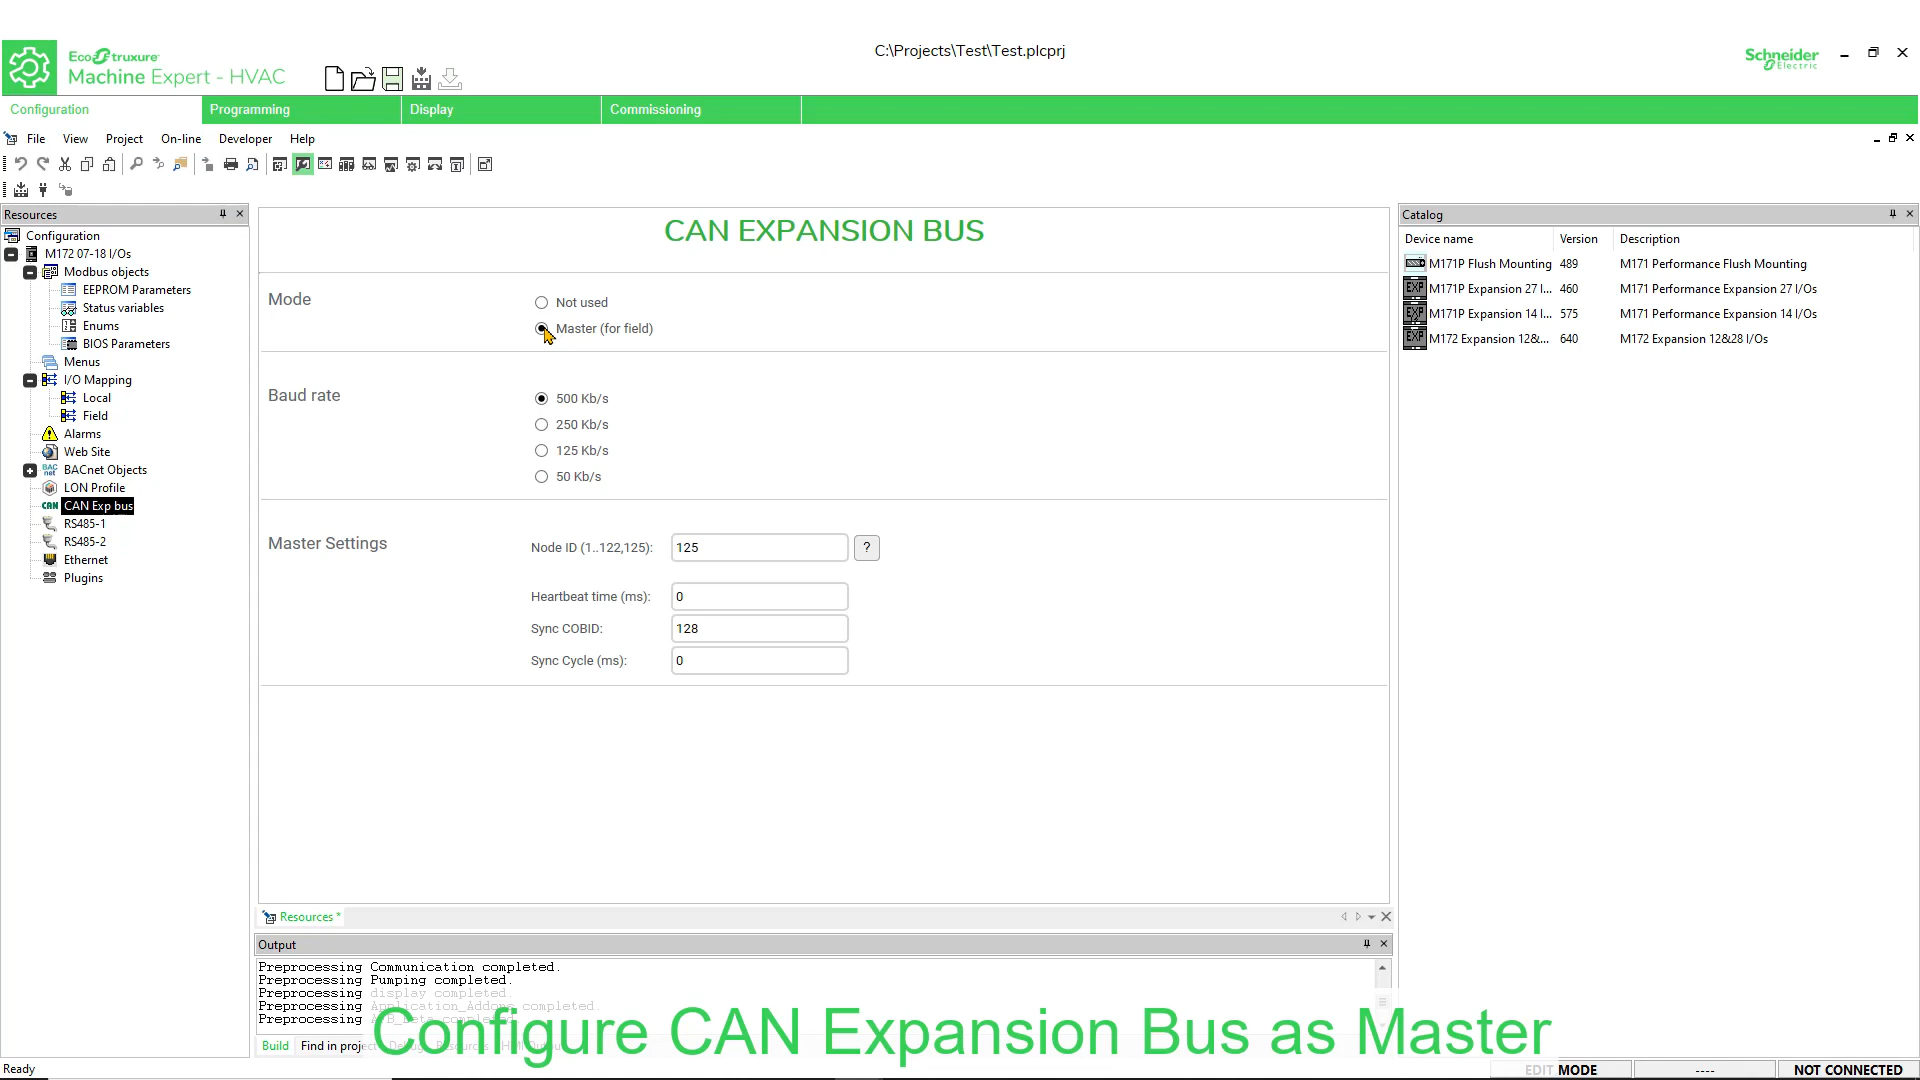 C:\Projects\Test\Test.plcprj
EcoStruxure
Machine Expert - HVAC
Schneider Electric
Configuration
Programming
Display
Commissioning
File View Project On-line Developer Help
Resources
Configuration
M172 07-18 I/Os
Modbus objects
EEPROM Parameters
Status variables
Enums
BIOS Parameters
Menus
I/O Mapping
Local
Field
Alarms
Web Site
BACnet Objects
LON Profile
CAN Exp bus
RS485-1
RS485-2
Ethernet
Plugins
CAN EXPANSION BUS
Mode
Not used
Master (for field)
Baud rate
500 Kb/s
250 Kb/s
125 Kb/s
50 Kb/s
Master Settings
Node ID (1..122,125): 125 ?
Heartbeat time (ms): 0
Sync COBID: 128
Sync Cycle (ms): 0
Catalog
Device name Version Description
M171P Flush Mounting 489 M171 Performance Flush Mounting
EXP M171P Expansion 27 I... 460 M171 Performance Expansion 27 I/Os
EXP M171P Expansion 14 I... 575 M171 Performance Expansion 14 I/Os
EXP M172 Expansion 12&... 640 M172 Expansion 12&28 I/Os
Resources *
Output
Preprocessing Communication completed.
Preprocessing Pumping completed.
Preprocessing display completed.
Preprocessing Application_Addons completed.
Preprocessing
Build Find in project
Configure CAN Expansion Bus as Master
Ready
EDIT MODE
----
NOT CONNECTED